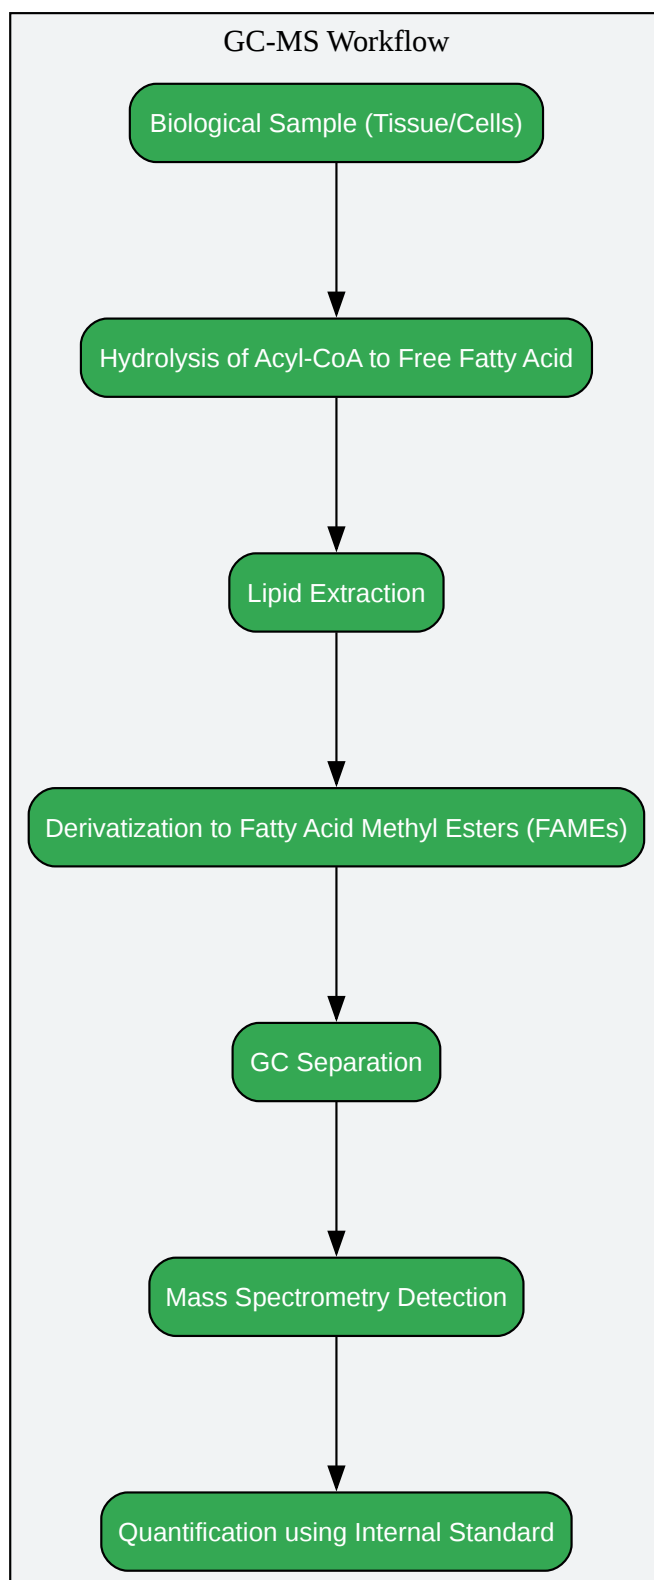 GC-MS Workflow
Biological Sample (Tissue/Cells)
Hydrolysis of Acyl-CoA to Free Fatty Acid
Lipid Extraction
Derivatization to Fatty Acid Methyl Esters (FAMEs)
GC Separation
Mass Spectrometry Detection
Quantification using Internal Standard